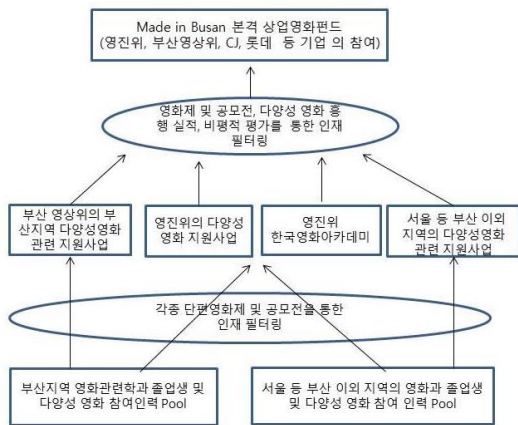 Made in Busan 본격 상업영화펀드
(영진위, 부산영상위, CJ, 롯데 등 기업 의 참여)
영화제 및 공모전, 다양성 영화 흥
행 실적, 비평적 평가를 통한 인재
필터링
부산 영상위의 부
산지역 다양성영화
관련 지원사업
영진위의 다양성
영화 지원사업
영진위
한국영화아카데미
서울 등 부산 이외
지역의 다양성영화
관련 지원사업
각종 단편영화제 및 공모전을 통한
인재 필터링
부산지역 영화관련학과 졸업생 및
다양성 영화 참여인력 Pool
서울 등 부산 이외 지역의 영화과 졸업생
및 다양성 영화 참여 인력 Pool